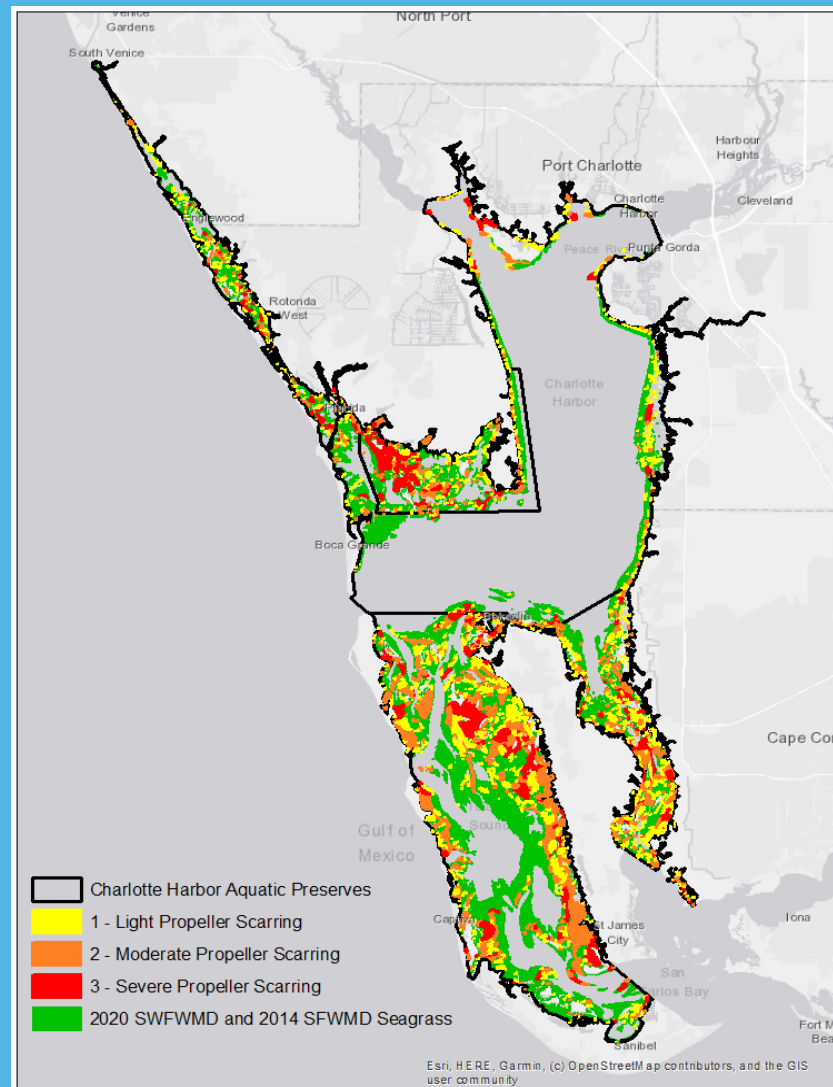 North Port
Venice
Gardens
South Venice
Harbour
Heights
Port Charlotte
Charlotte
Harbor
Cleveland
Englewood
Peace
Punta Gorda
Rotonda
West
Charlotte
Harbor
Boca Grande
Cape
Gulf of
Mexico
Sound
St James
City
Iona
San
Carlos Bay
Sanibel
Charlotte Harbor Aquatic Preserves
1 - Light Propeller Scarring
2 - Moderate Propeller Scarring
3 - Severe Propeller Scarring
2020 SWFWMD and 2014 SFWMD Seagrass
Fort M
Bea
Esri, HERE, Garmin, (c) OpenStreetMap contributors, and the GIS
user community